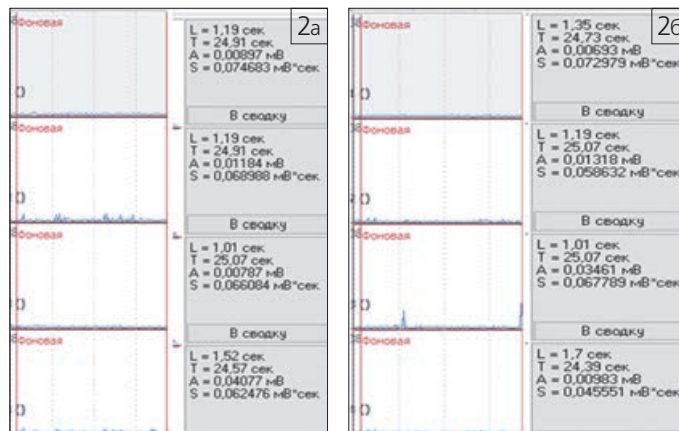 2а
Фоновая
L = 1,19 сек
T = 24,91 сек
A = 0,00897 мВ
S = 0,074683 мВ*сек
В сводку
Фоновая
L = 1,19 сек
T = 24,91 сек
A = 0,01184 мВ
S = 0,068988 мВ*сек
В сводку
Фоновая
L = 1,01 сек
T = 25,07 сек
A = 0,00787 мВ
S = 0,066084 мВ*сек
В сводку
Фоновая
L = 1,52 сек
T = 24,57 сек
A = 0,04077 мВ
S = 0,062476 мВ*сек
2б
Фоновая
L = 1,35 сек
T = 24,73 сек
A = 0,00693 мВ
S = 0,072979 мВ*сек
В сводку
Фоновая
L = 1,19 сек
T = 25,07 сек
A = 0,01318 мВ
S = 0,058632 мВ*сек
В сводку
Фоновая
L = 1,01 сек
T = 25,07 сек
A = 0,03461 мВ
S = 0,067789 мВ*сек
В сводку
Фоновая
L = 1,7 сек
T = 24,39 сек
A = 0,00983 мВ
S = 0,045551 мВ*сек